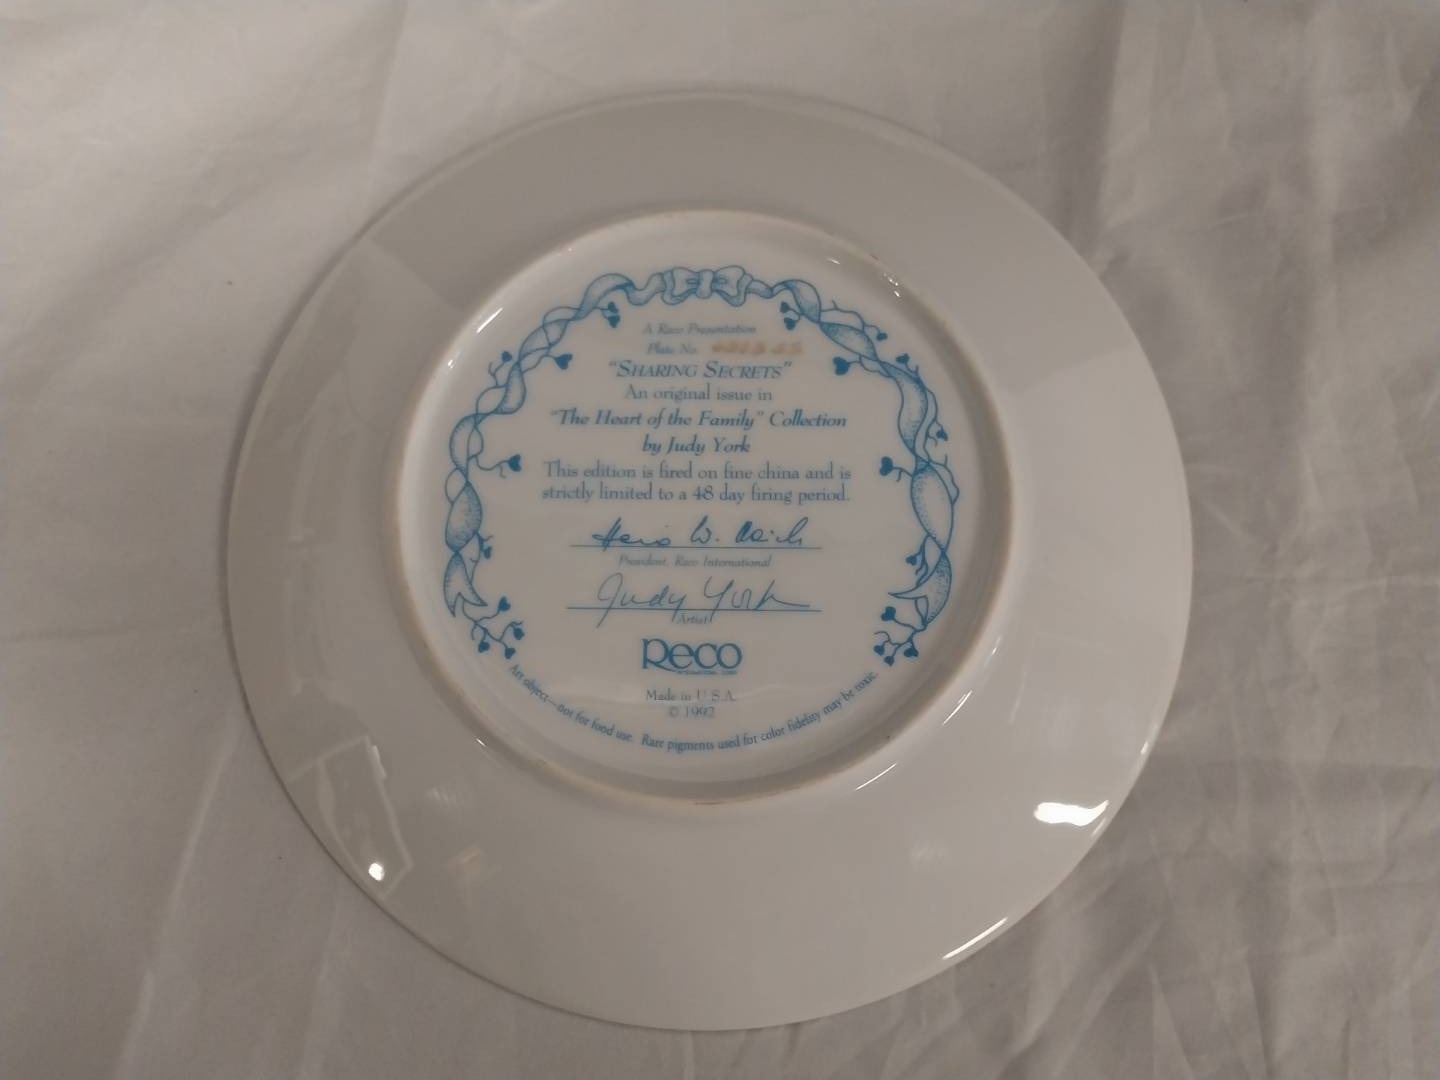 A Reco Presentation
Plate No.
"SHARING SECRETS"
An original issue in
"The Heart of the Family" Collection
by Judy York
This edition is fired on fine china and is
strictly limited to a 48 day firing period.
President, Reco International
Judy York
Artist
Reco
INTERNATIONAL CORP.
Made in U.S.A.
© 1992
Art object—not for food use. Rare pigments used for color fidelity may be toxic.